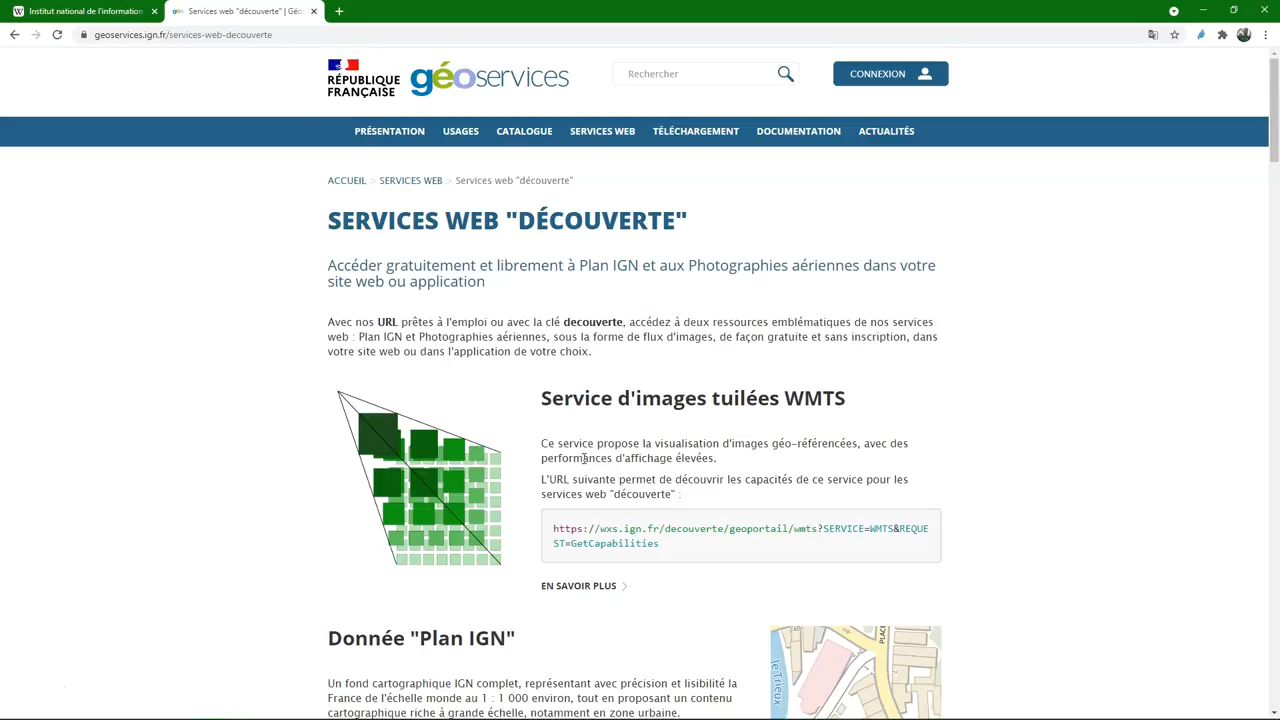 Institut national de l'information
Services web "découverte" | Géo
geoservices.ign.fr/services-web-decouverte
RÉPUBLIQUE
FRANÇAISE
géoservices
Rechercher
CONNEXION
PRÉSENTATION USAGES CATALOGUE SERVICES WEB TÉLÉCHARGEMENT DOCUMENTATION ACTUALITÉS
ACCUEIL > SERVICES WEB > Services web "découverte"
SERVICES WEB "DÉCOUVERTE"
Accéder gratuitement et librement à Plan IGN et aux Photographies aériennes dans votre
site web ou application
Avec nos URL prêtes à l'emploi ou avec la clé decouverte, accédez à deux ressources emblématiques de nos services
web : Plan IGN et Photographies aériennes, sous la forme de flux d'images, de façon gratuite et sans inscription, dans
votre site web ou dans l'application de votre choix.
Service d'images tuilées WMTS
Ce service propose la visualisation d'images géo-référencées, avec des
performances d'affichage élevées.
L'URL suivante permet de découvrir les capacités de ce service pour les
services web "découverte" :
https://wxs.ign.fr/decouverte/geoportail/wmts?SERVICE=WMTS&REQUE
ST=GetCapabilities
EN SAVOIR PLUS >
Donnée "Plan IGN"
Un fond cartographique IGN complet, représentant avec précision et lisibilité la
France de l'échelle monde au 1 : 1 000 environ, tout en proposant un contenu
cartographique riche à grande échelle, notamment en zone urbaine.
PLACE
le Trieux